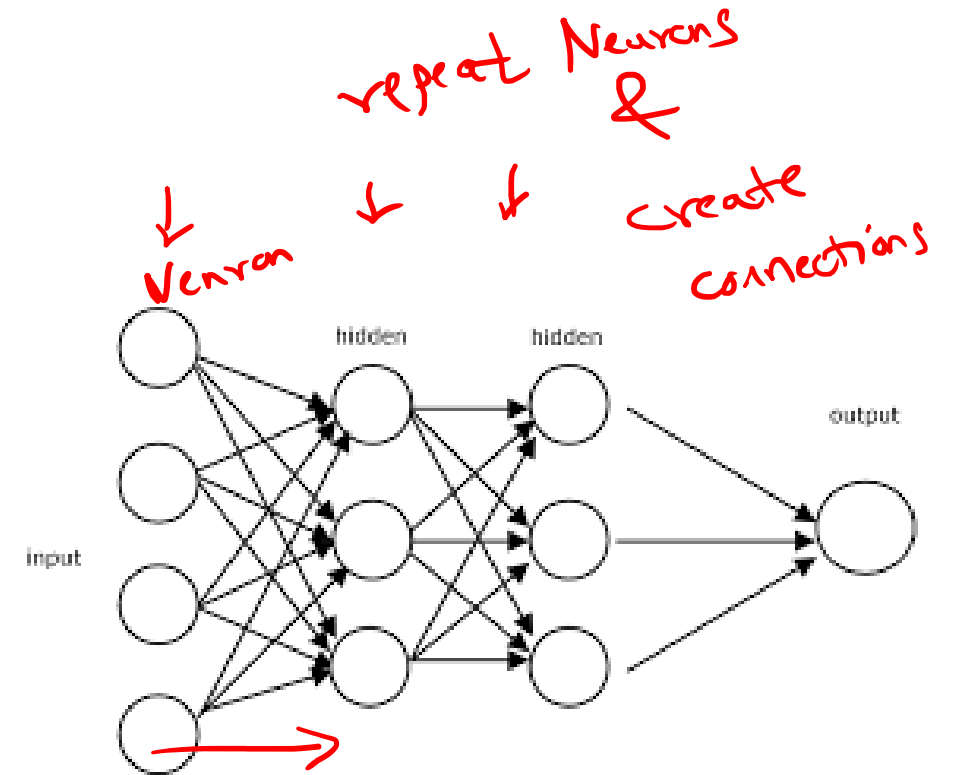 repeat Neurons
&
create
connections
Venron
hidden
hidden
output
input